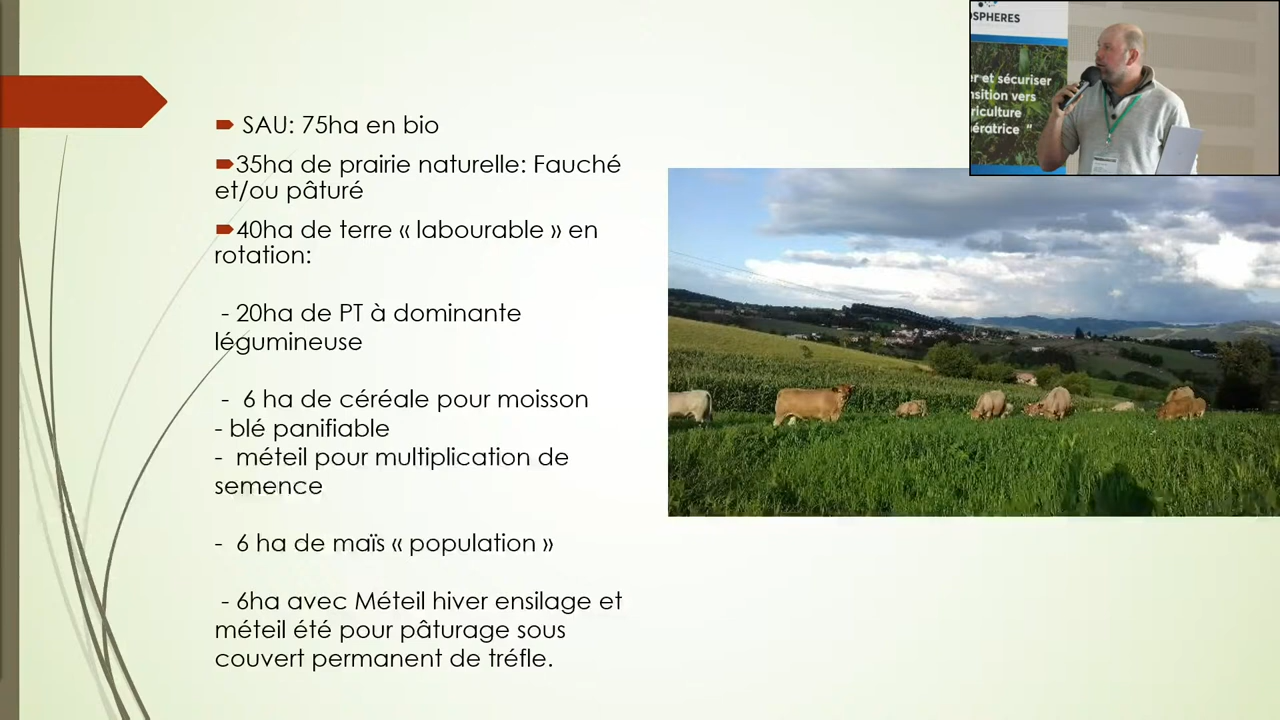 SAU: 75ha en bio
35ha de prairie naturelle: Fauché
et/ou pâturé
40ha de terre « labourable » en
rotation:
- 20ha de PT à dominante
légumineuse
- 6 ha de céréale pour moisson
- blé panifiable
- méteil pour multiplication de
semence
- 6 ha de maïs « population »
- 6ha avec Méteil hiver ensilage et
méteil été pour pâturage sous
couvert permanent de tréfle.
OSPHERES
er et sécuriser
nsition vers
riculture
ératrice "